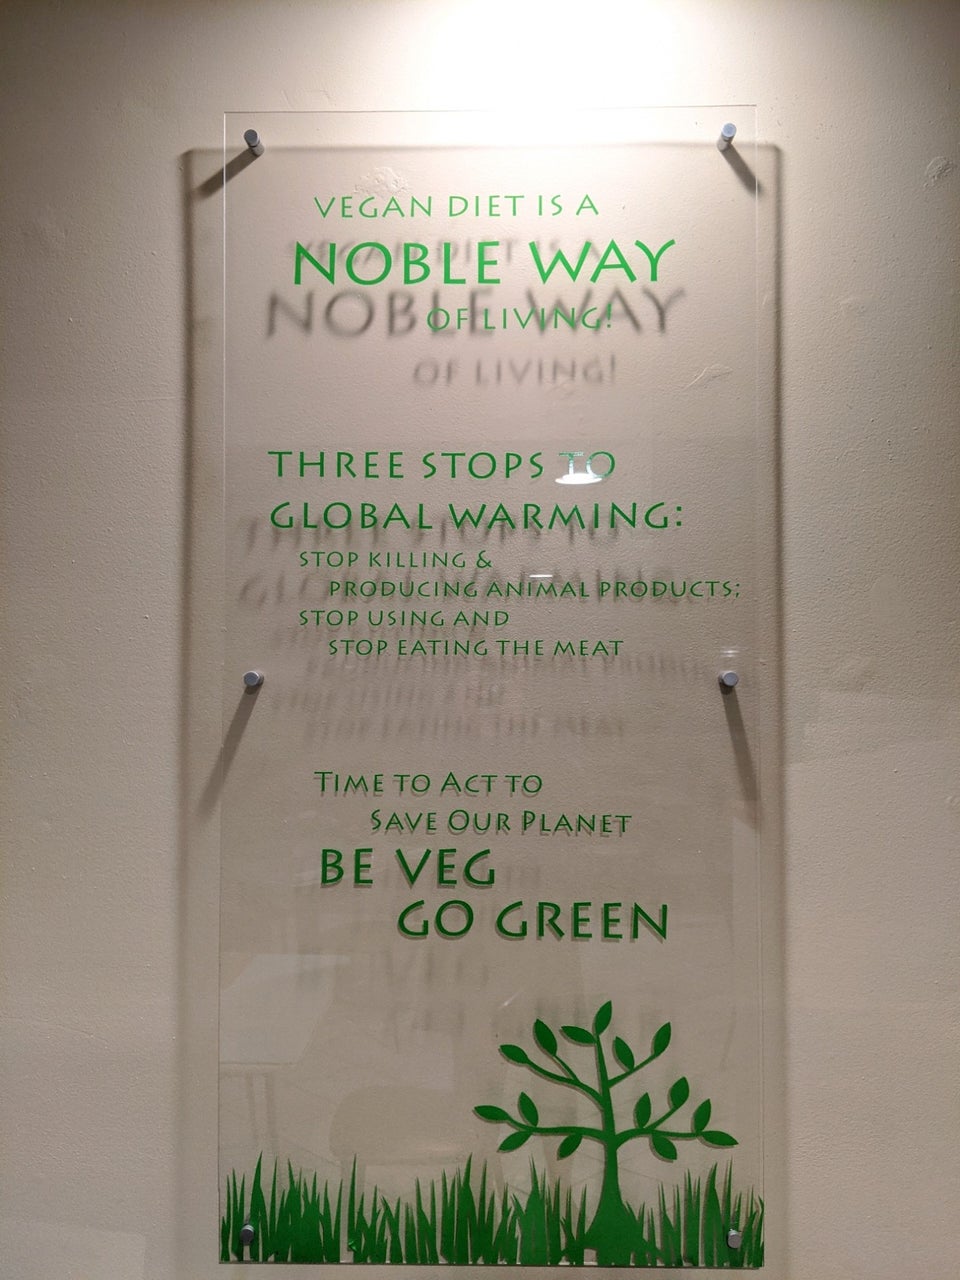 VEGAN DIET IS A
NOBLE WAY
OF LIVING!
THREE STOPS TO
GLOBAL WARMING:
STOP KILLING &
PRODUCING ANIMAL PRODUCTS;
STOP USING AND
STOP EATING THE MEAT
TIME TO ACT TO
SAVE OUR PLANET
BE VEG
GO GREEN